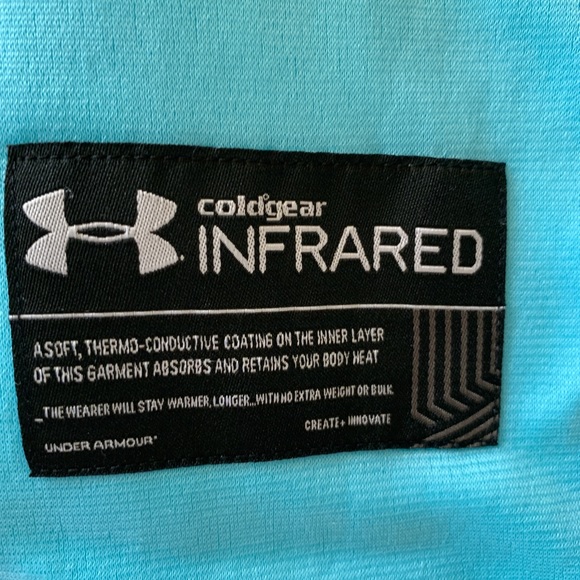 coldgear
INFRARED
A SOFT, THERMO-CONDUCTIVE COATING ON THE INNER LAYER
OF THIS GARMENT ABSORBS AND RETAINS YOUR BODY HEAT
_THE WEARER WILL STAY WARMER, LONGER...WITH NO EXTRA WEIGHT OR BULK
CREATE + INNOVATE
UNDER ARMOUR®